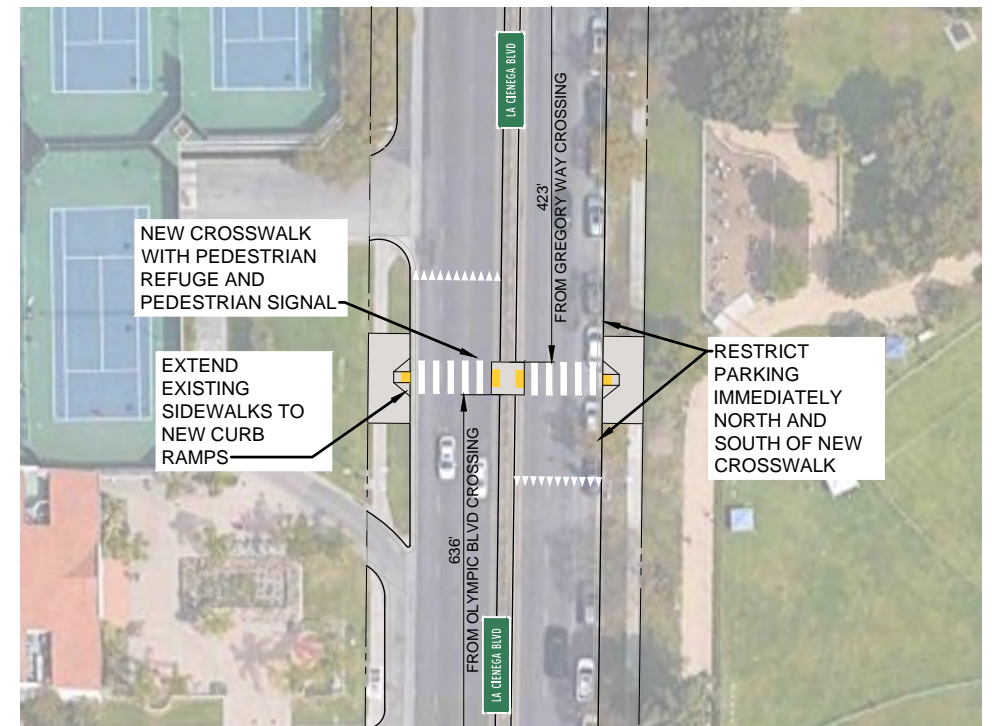 LA CIENEGA BLVD
423'
FROM GREGORY WAY CROSSING
NEW CROSSWALK
WITH PEDESTRIAN
REFUGE AND
PEDESTRIAN SIGNAL
EXTEND
EXISTING
SIDEWALKS TO
NEW CURB
RAMPS
RESTRICT
PARKING
IMMEDIATELY
NORTH AND
SOUTH OF NEW
CROSSWALK
636'
FROM OLYMPIC BLVD CROSSING
LA CIENEGA BLVD